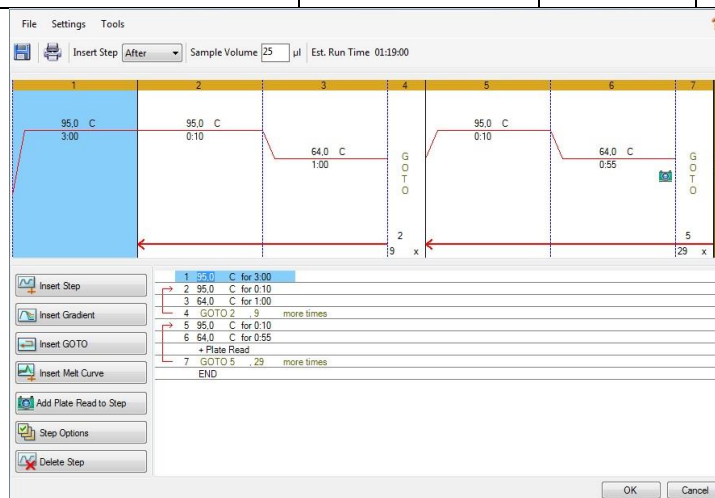 File Settings Tools
Insert Step After Sample Volume 25 µl Est. Run Time 01:19:00
1 2 3 4 5 6 7
95,0 C 95,0 C 95,0 C
3:00 0:10 0:10
64,0 C 64,0 C
1:00 0:55
GOTO GOTO
2 5
9 x 29 x
Insert Step
Insert Gradient
Insert GOTO
Insert Melt Curve
Add Plate Read to Step
Step Options
Delete Step
1 95,0 C for 3:00
2 95,0 C for 0:10
3 64,0 C for 1:00
4 GOTO 2 , 9 more times
5 95,0 C for 0:10
6 64,0 C for 0:55
+ Plate Read
7 GOTO 5 , 29 more times
END
OK Cancel